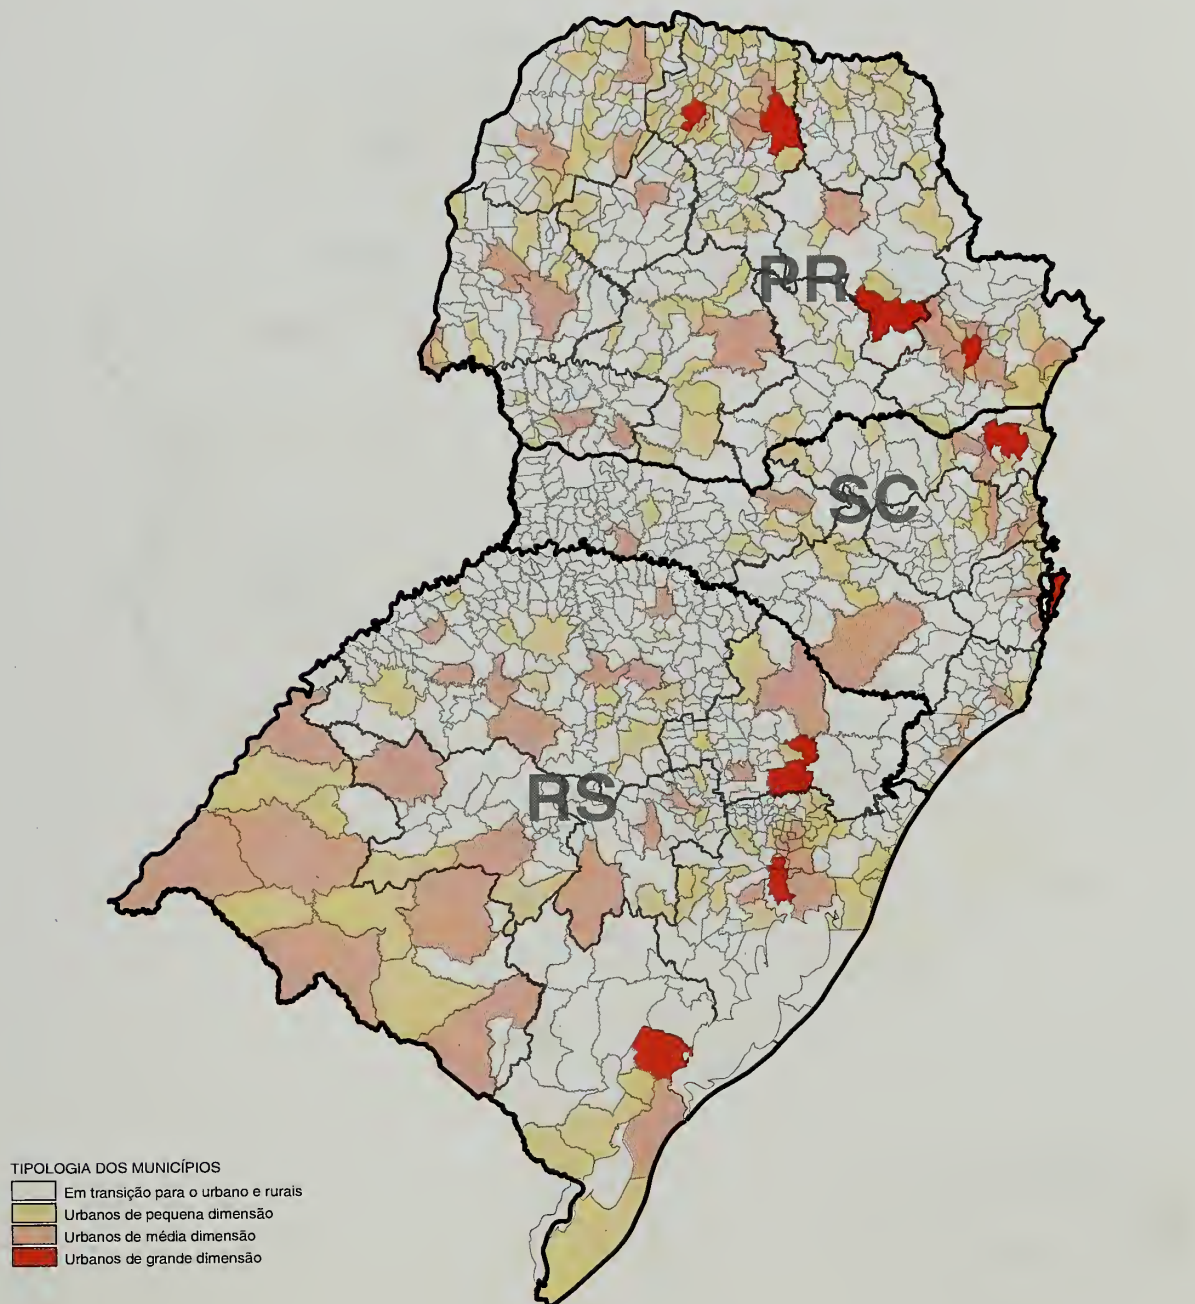 PR
SC
RS
TIPOLOGIA DOS MUNICÍPIOS
Em transição para o urbano e rurais
Urbanos de pequena dimensão
Urbanos de média dimensão
Urbanos de grande dimensão